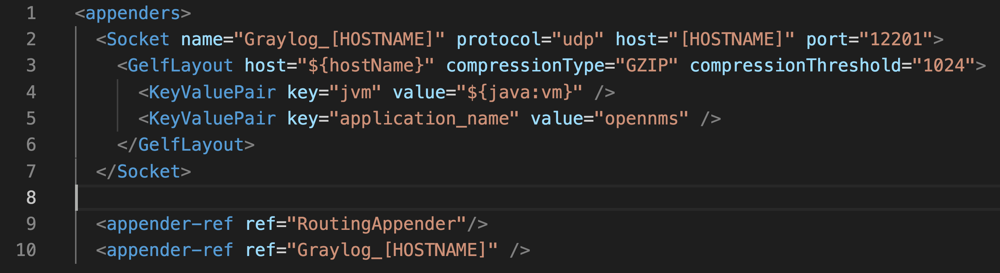 1 <appenders>
2 <Socket name="Graylog_[HOSTNAME]" protocol="udp" host="[HOSTNAME]" port="12201">
3 <GelfLayout host="${hostName}" compressionType="GZIP" compressionThreshold="1024">
4 <KeyValuePair key="jvm" value="${java:vm}" />
5 <KeyValuePair key="application_name" value="opennms" />
6 </GelfLayout>
7 </Socket>
8
9 <appender-ref ref="RoutingAppender"/>
10 <appender-ref ref="Graylog_[HOSTNAME]" />